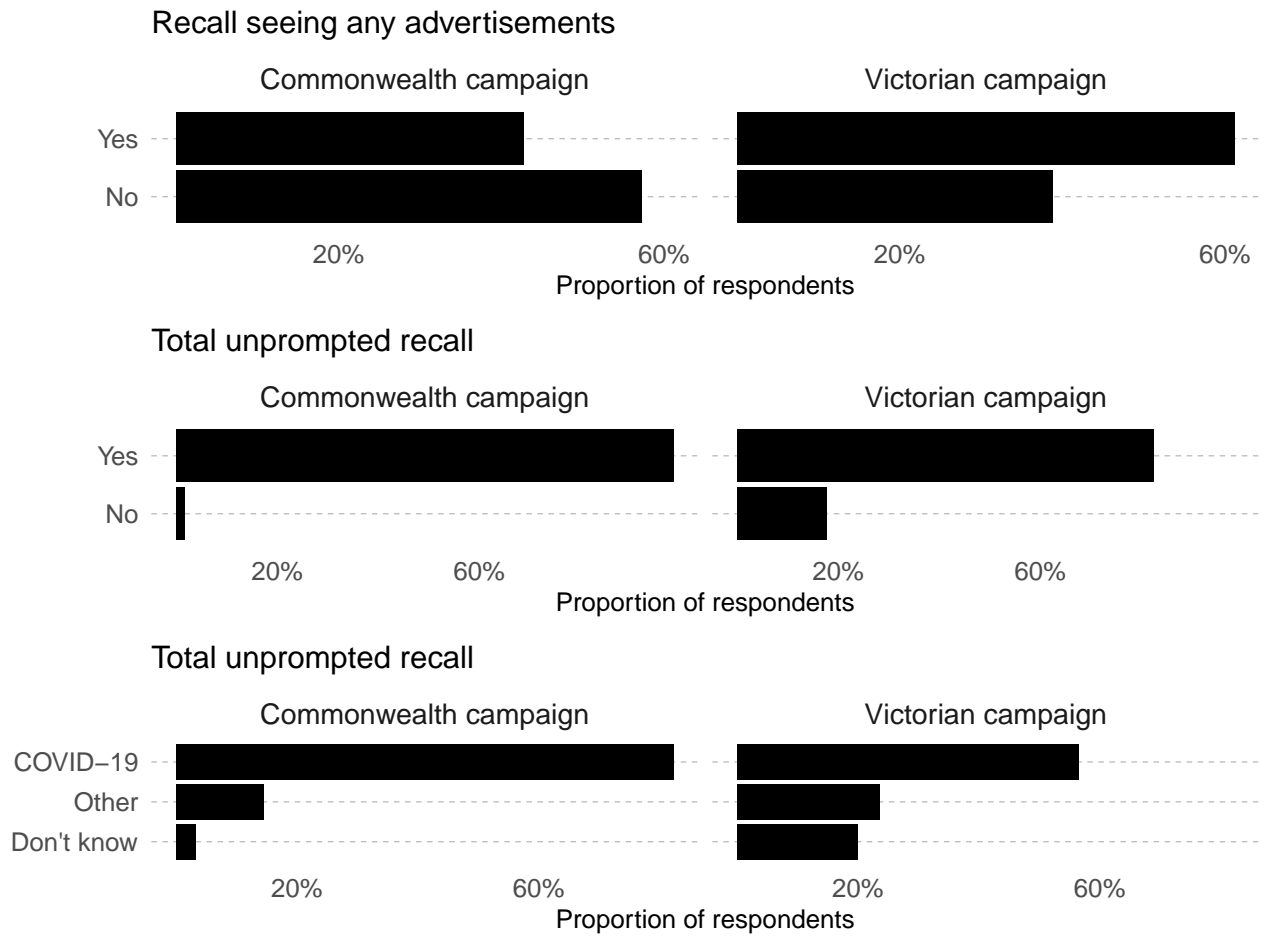 Recall seeing any advertisements
Commonwealth campaign Victorian campaign
Yes
No
20% 60% 20% 60%
Proportion of respondents
Total unprompted recall
Commonwealth campaign Victorian campaign
Yes
No
20% 60% 20% 60%
Proportion of respondents
Total unprompted recall
Commonwealth campaign Victorian campaign
COVID−19
Other
Don't know
20% 60% 20% 60%
Proportion of respondents